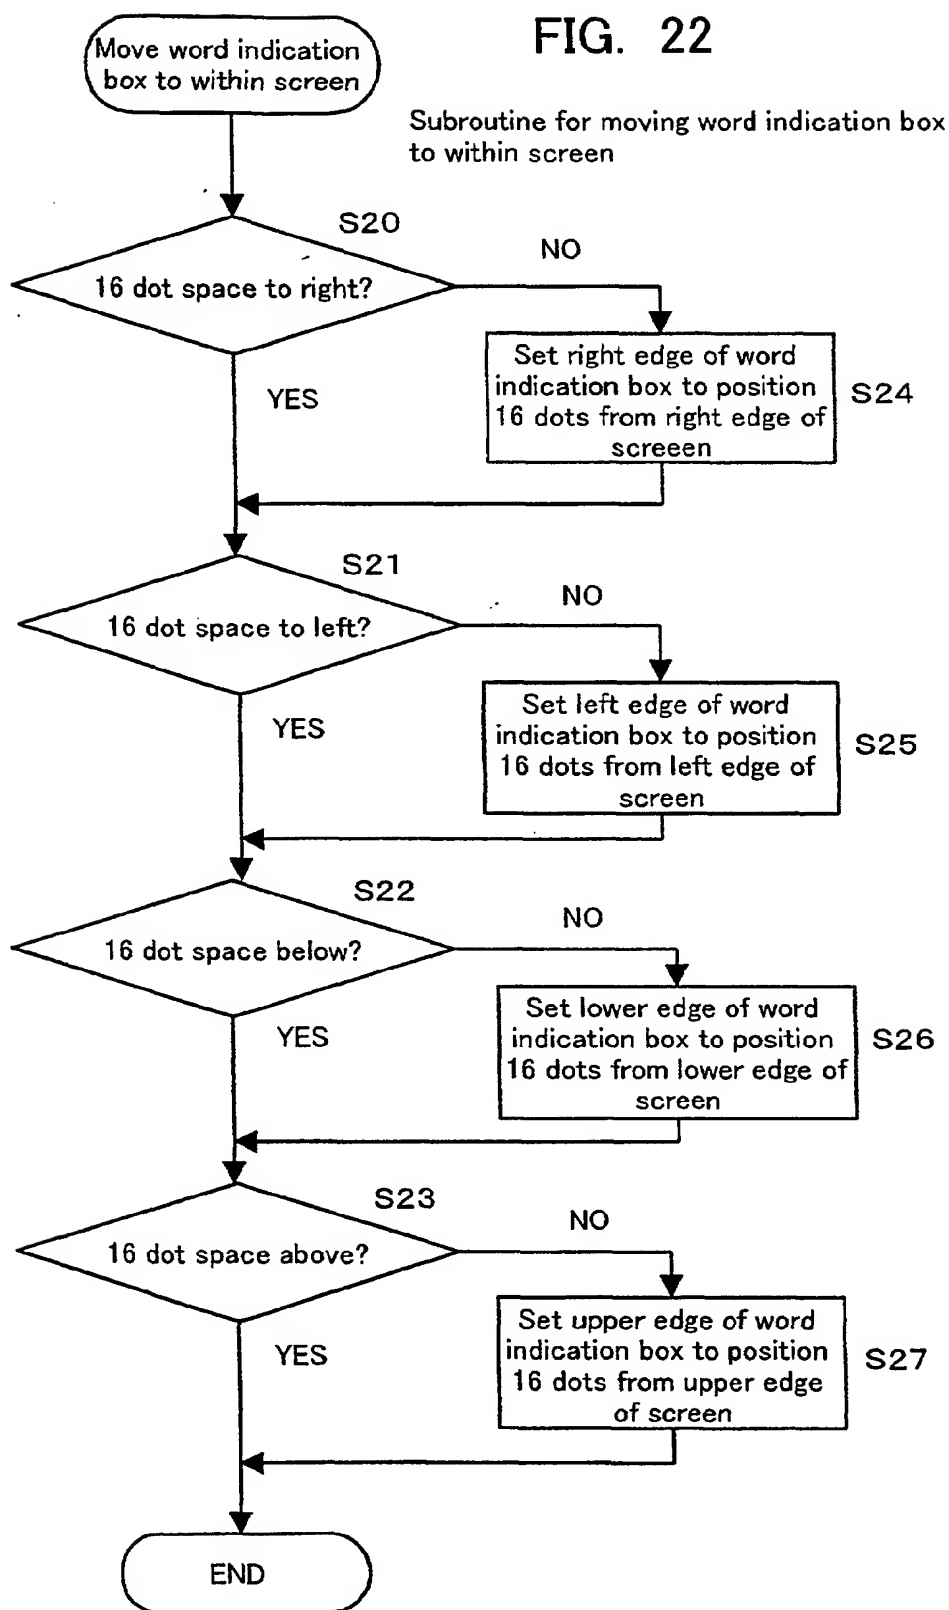 FIG. 22
Move word indication
box to within screen
Subroutine for moving word indication box
to within screen
S20
16 dot space to right?
NO
YES
Set right edge of word
indication box to position
16 dots from right edge of
screeen
S24
S21
16 dot space to left?
NO
YES
Set left edge of word
indication box to position
16 dots from left edge of
screen
S25
S22
16 dot space below?
NO
YES
Set lower edge of word
indication box to position
16 dots from lower edge of
screen
S26
S23
16 dot space above?
NO
YES
Set upper edge of word
indication box to position
16 dots from upper edge
of screen
S27
END